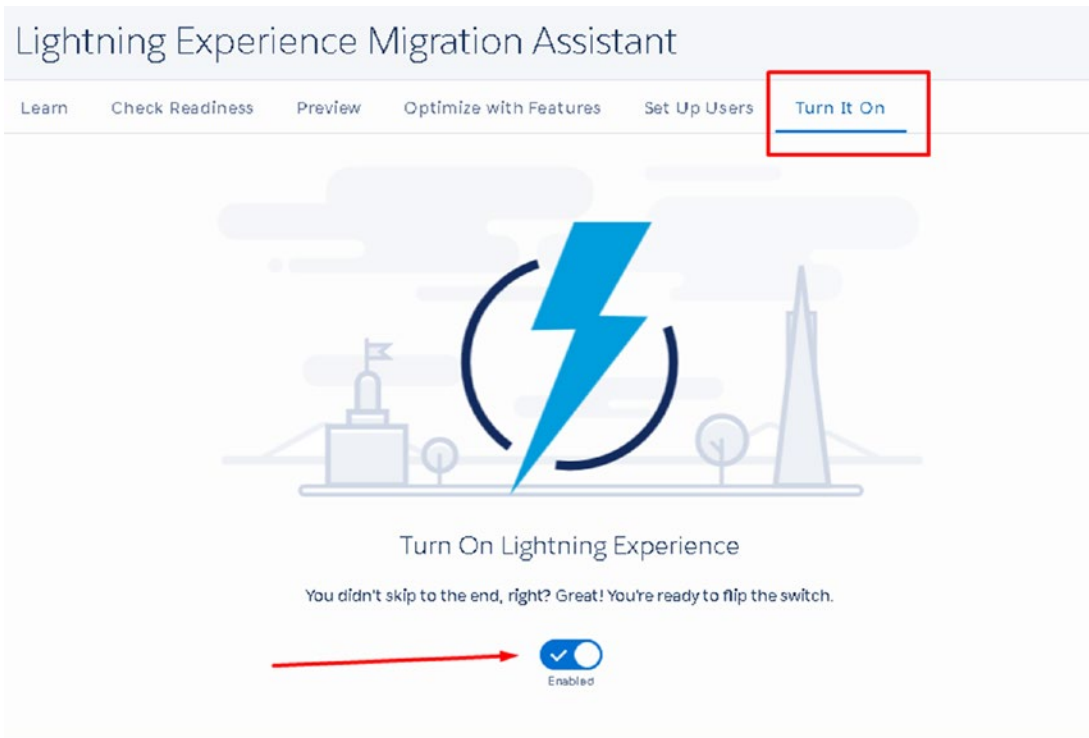 Lightning Experience Migration Assistant
Learn Check Readiness Preview Optimize with Features Set Up Users Turn It On
Turn On Lightning Experience
You didn't skip to the end, right? Great! You're ready to flip the switch.
Enabled